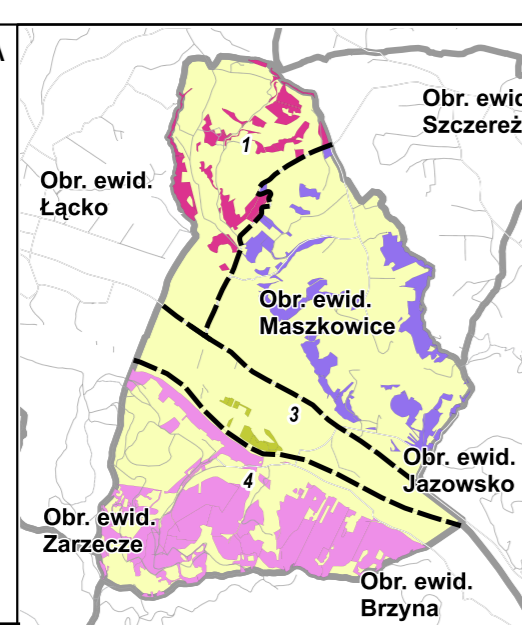 A
Obr. ewid.
Szczereż
1
Obr. ewid.
Łącko
Obr. ewid.
Maszkowice
3
Obr. ewid.
Jazowsko
4
Obr. ewid.
Zarzecze
Obr. ewid.
Brzyna